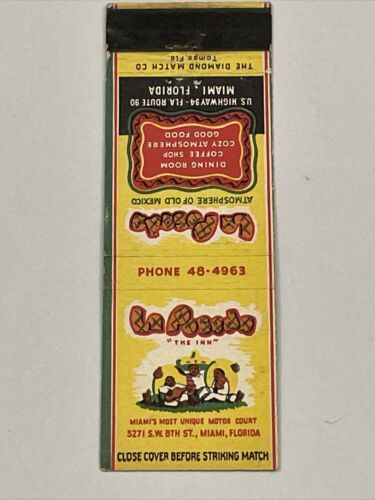 THE DIAMOND MATCH CO
Tampa, Fla.
La Posada
ATMOSPHERE OF OLD MEXICO
DINING ROOM
COFFEE SHOP
COZY ATMOSPHERE
GOOD FOOD
U.S. HIGHWAY 94 - FLA. ROUTE 90
MIAMI, FLORIDA
PHONE 48-4963
La Posada
"THE INN"
MIAMI'S MOST UNIQUE MOTOR COURT
5271 S.W. 8TH ST., MIAMI, FLORIDA
CLOSE COVER BEFORE STRIKING MATCH